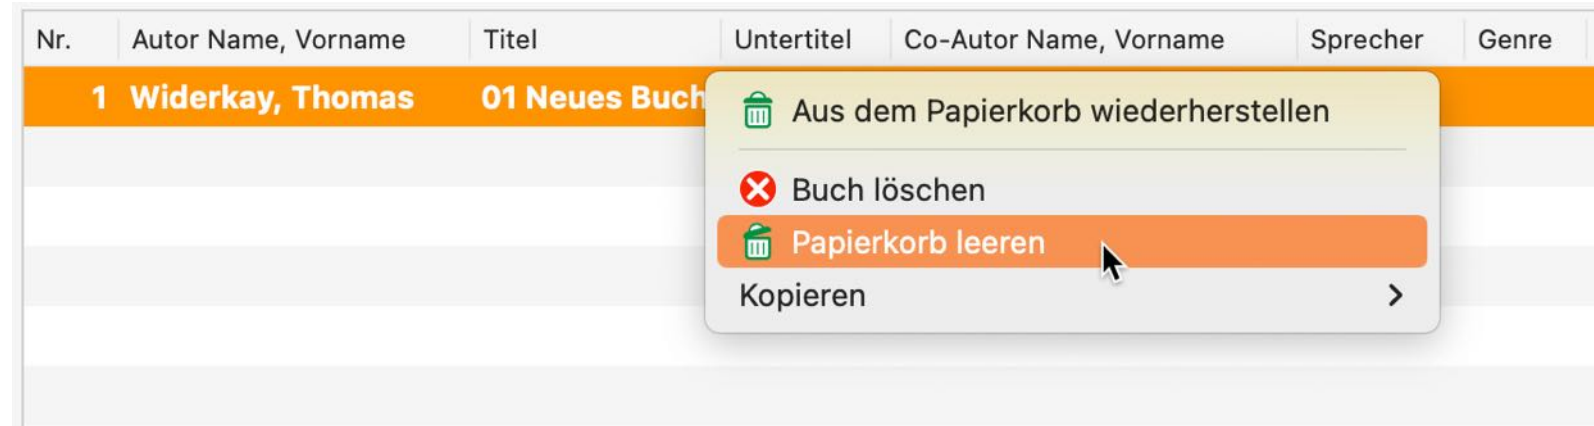 Nr. Autor Name, Vorname Titel Untertitel Co-Autor Name, Vorname Sprecher Genre
1 Widerkay, Thomas 01 Neues Buch
Aus dem Papierkorb wiederherstellen
Buch löschen
Papierkorb leeren
Kopieren